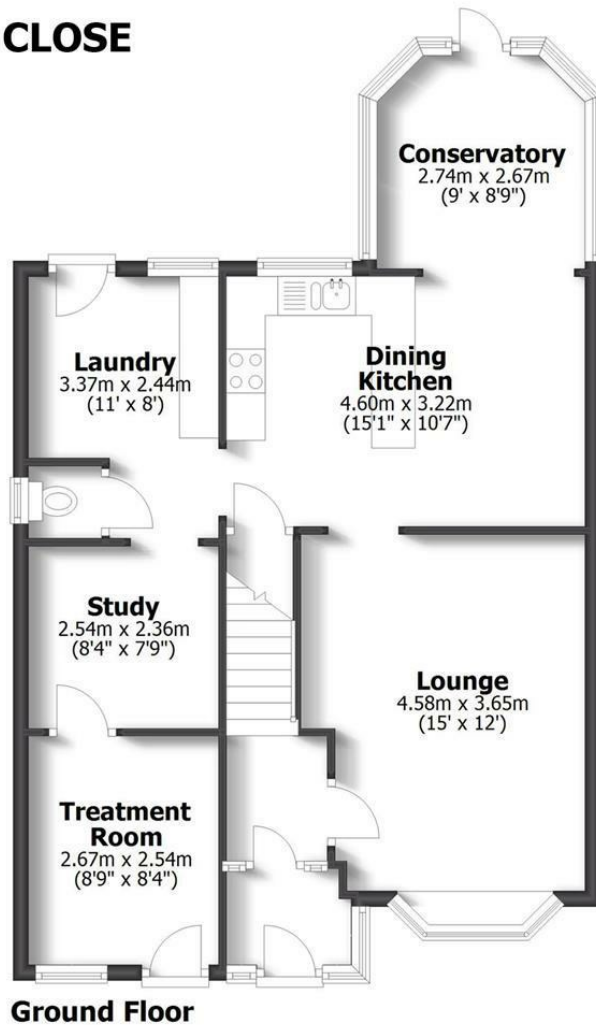 CLOSE
Conservatory
2.74m x 2.67m
(9' x 8'9")
Laundry
3.37m x 2.44m
(11' x 8')
Dining
Kitchen
4.60m x 3.22m
(15'1" x 10'7")
Study
2.54m x 2.36m
(8'4" x 7'9")
Lounge
4.58m x 3.65m
(15' x 12')
Treatment
Room
2.67m x 2.54m
(8'9" x 8'4")
Ground Floor